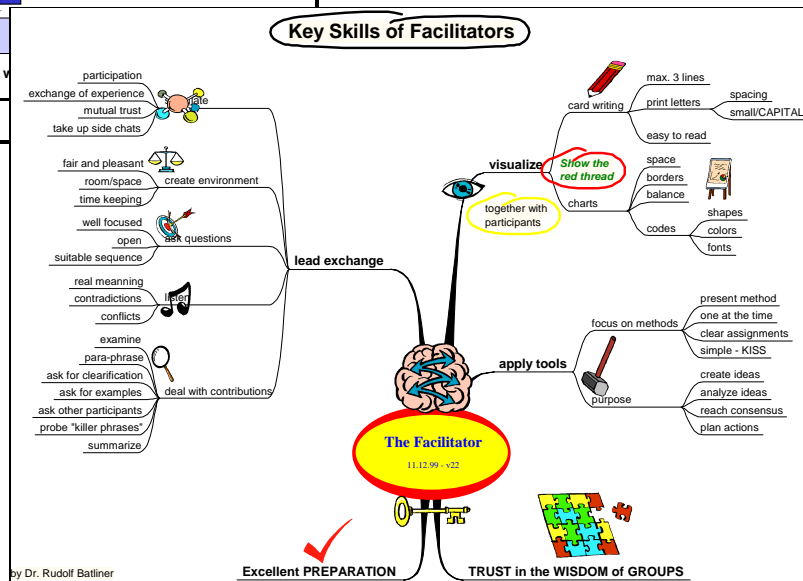 Key Skills of Facilitators
participation
exchange of experience
mutual trust
take up side chats
fair and pleasant
room/space
time keeping
create environment
well focused
open
suitable sequence
ask questions
real meanning
contradictions
conflicts
listen
examine
para-phrase
ask for clearification
ask for examples
ask other participants
probe "killer phrases"
summarize
deal with contributions
lead exchange
visualize
card writing
max. 3 lines
print letters
spacing
small/CAPITAL
easy to read
Show the
red thread
together with
participants
charts
space
borders
balance
codes
shapes
colors
fonts
apply tools
focus on methods
present method
one at the time
clear assignments
simple - KISS
purpose
create ideas
analyze ideas
reach consensus
plan actions
The Facilitator
11.12.99 - v22
Excellent PREPARATION
TRUST in the WISDOM of GROUPS
by Dr. Rudolf Batliner